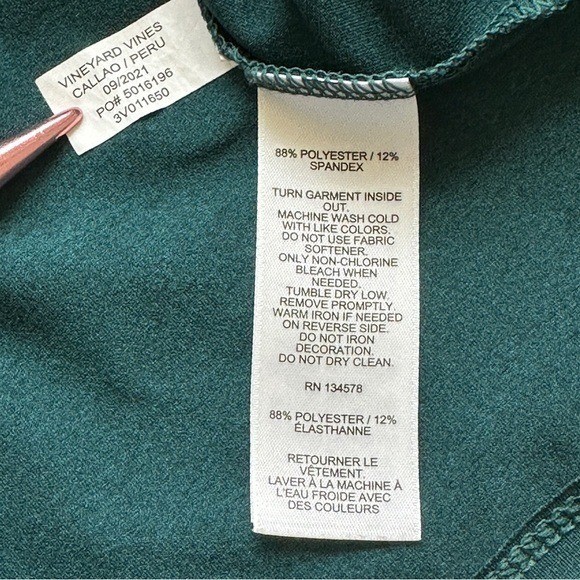 VINEYARD VINES
CALLAO / PERU
09/2021
PO# 5016196
3V011650
88% POLYESTER / 12%
SPANDEX
TURN GARMENT INSIDE
OUT.
MACHINE WASH COLD
WITH LIKE COLORS.
DO NOT USE FABRIC
SOFTENER.
ONLY NON-CHLORINE
BLEACH WHEN
NEEDED.
TUMBLE DRY LOW.
REMOVE PROMPTLY.
WARM IRON IF NEEDED
ON REVERSE SIDE.
DO NOT IRON
DECORATION.
DO NOT DRY CLEAN.
RN 134578
88% POLYESTER / 12%
ÉLASTHANNE
RETOURNER LE
VÊTEMENT.
LAVER À LA MACHINE À
L'EAU FROIDE AVEC
DES COULEURS